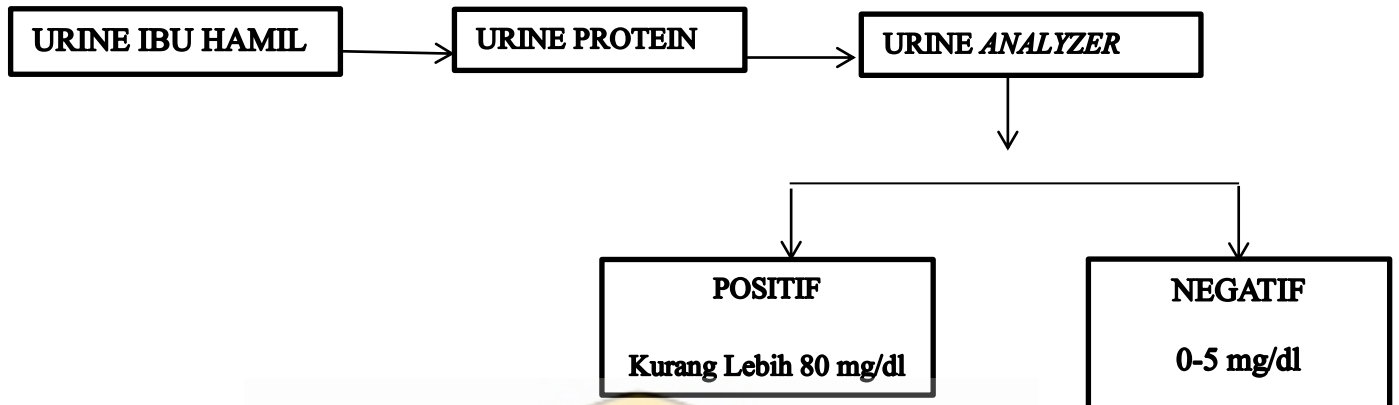 URINE IBU HAMIL
URINE PROTEIN
URINE ANALYZER
POSITIF
Kurang Lebih 80 mg/dl
NEGATIF
0-5 mg/dl